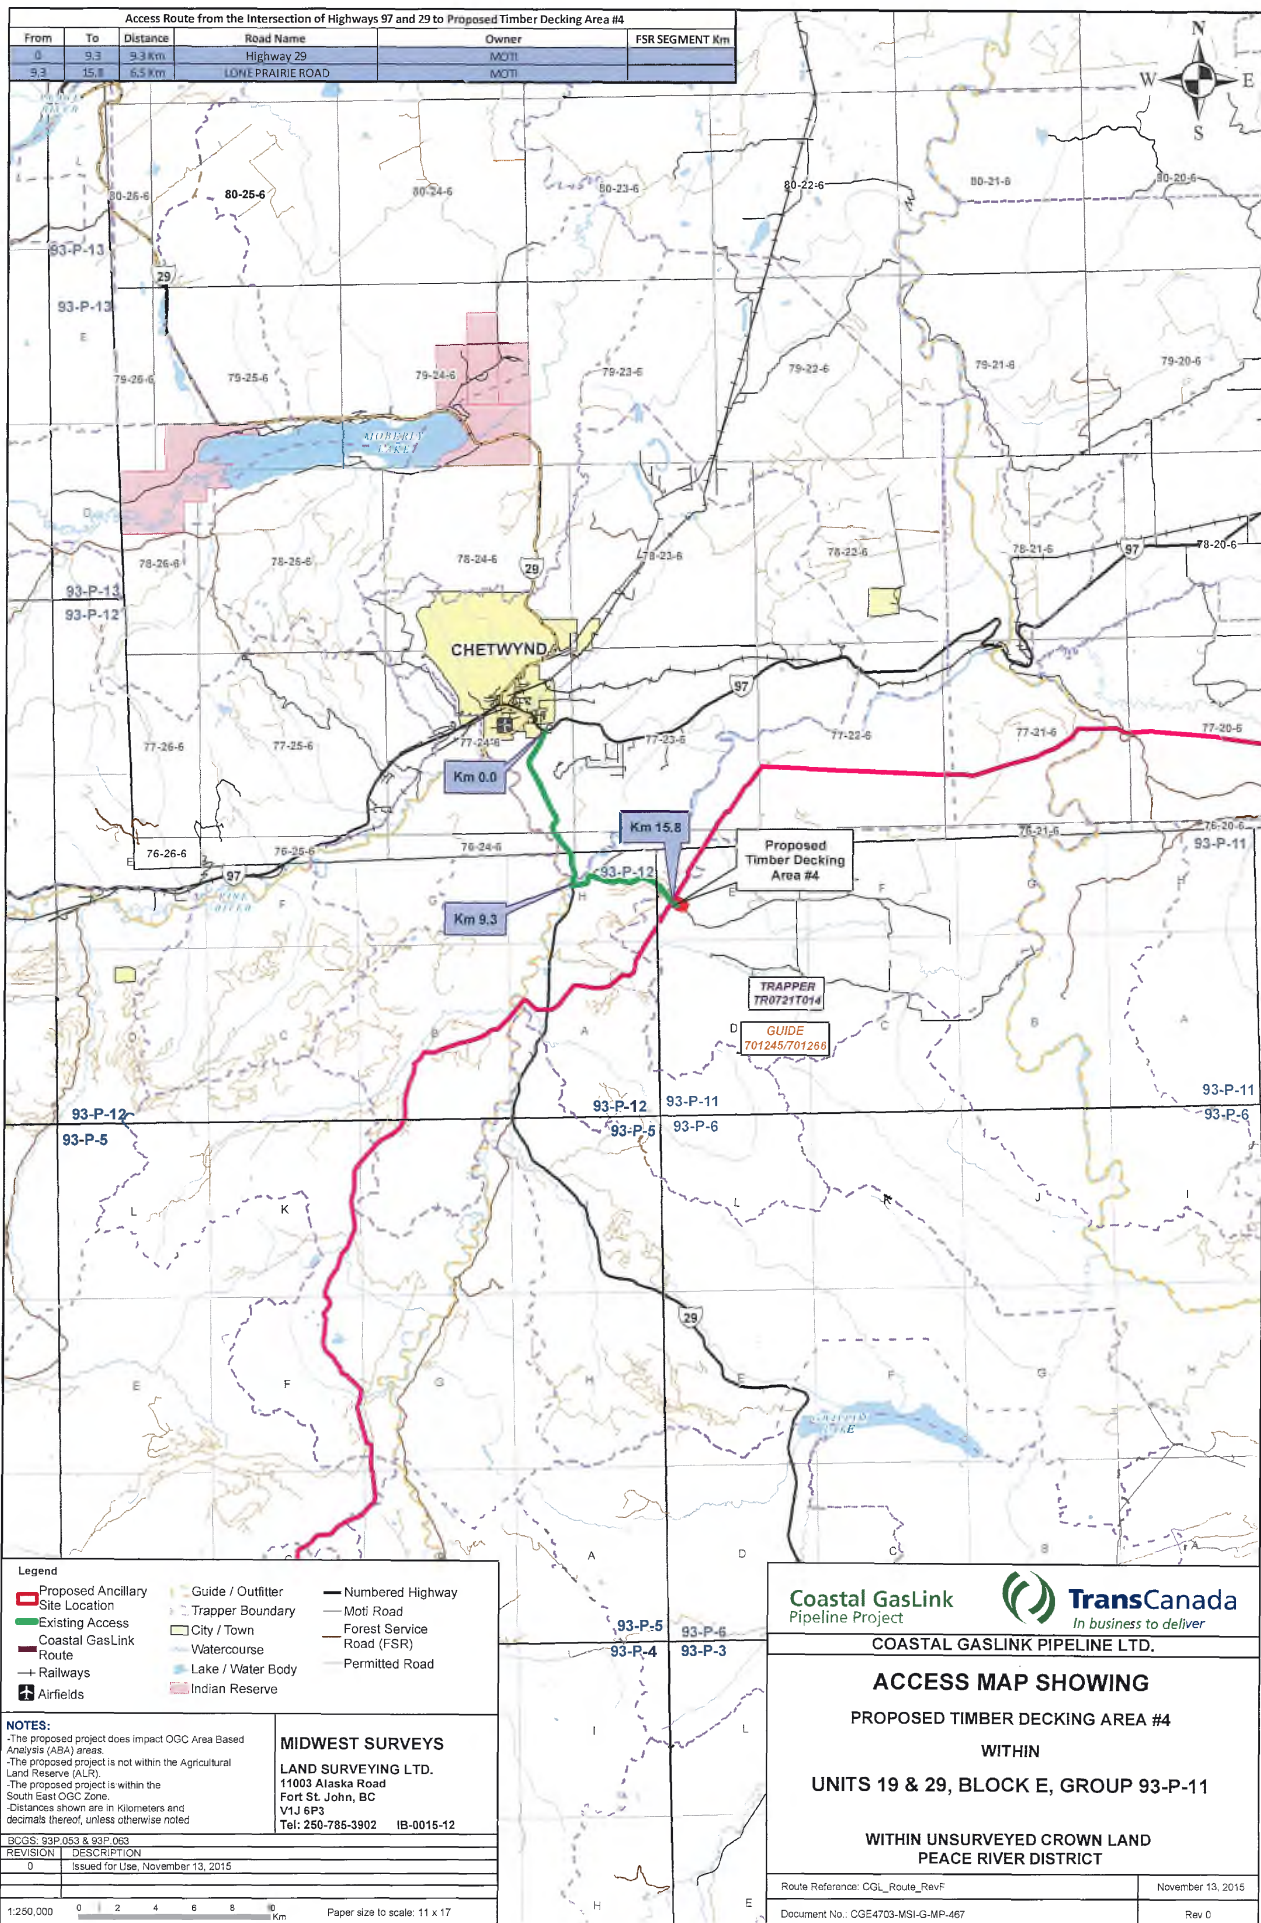 Access Route from the Intersection of Highways 97 and 29 to Proposed Timber Decking Area #4
From To Distance Road Name Owner FSR SEGMENT Km
0 9.3 9.3 Km Highway 29 MOTI
9.3 15.8 6.5 Km LONE PRAIRIE ROAD MOTI
N
W E
S
RIVER
L
80-26-6 80-25-6 80-24-6 80-23-6 80-22-6 80-21-6 80-20-6
93-P-13
29
93-P-13
E
79-26-6 79-25-6 79-24-6 79-23-6 79-22-6 79-21-6 79-20-6
MOBERLY
LAKE
D
78-26-6 78-25-6 78-24-6 78-23-6 78-22-6 78-21-6 97 78-20-6
29
93-P-13
93-P-12
CHETWYND
97
77-26-6 77-25-6 77-24-6 77-23-6 77-22-6 77-21-6 77-20-6
Km 0.0
Km 15.8
76-26-6 76-25-6 76-24-6 76-21-6 76-20-6
E
93-P-11
Proposed
Timber Decking
Area #4
97
93-P-12
PINE
RIVER
F G H E F G H
Km 9.3
TRAPPER
TR0721T014
GUIDE
701245/701266
D C B A D C B A
93-P-12 93-P-12 93-P-11 93-P-11
93-P-5 93-P-5 93-P-6 93-P-6
L K L K J I
29
E F G H E G H
LAKE
C A D C B A
93-P-5 93-P-6
93-P-4 93-P-3
I L
H E
Legend
Proposed Ancillary
Site Location
Existing Access
Coastal GasLink
Route
Railways
Airfields
Guide / Outfitter
Trapper Boundary
City / Town
Watercourse
Lake / Water Body
Indian Reserve
Numbered Highway
Moti Road
Forest Service
Road (FSR)
Permitted Road
NOTES:
-The proposed project does impact OGC Area Based
Analysis (ABA) areas.
-The proposed project is not within the Agricultural
Land Reserve (ALR).
-The proposed project is within the
South East OGC Zone.
-Distances shown are in Kilometers and
decimals thereof, unless otherwise noted
MIDWEST SURVEYS
LAND SURVEYING LTD.
11003 Alaska Road
Fort St. John, BC
V1J 6P3
Tel: 250-785-3902 IB-0015-12
BCGS: 93P.053 & 93P.063
REVISION DESCRIPTION
0 Issued for Use, November 13, 2015
1:250,000 0 2 4 6 8 Km Paper size to scale: 11 x 17
Coastal GasLink
Pipeline Project
TransCanada
In business to deliver
COASTAL GASLINK PIPELINE LTD.
ACCESS MAP SHOWING
PROPOSED TIMBER DECKING AREA #4
WITHIN
UNITS 19 & 29, BLOCK E, GROUP 93-P-11
WITHIN UNSURVEYED CROWN LAND
PEACE RIVER DISTRICT
Route Reference: CGL_Route_RevF November 13, 2015
Document No.: CGE4703-MSI-G-MP-467 Rev 0